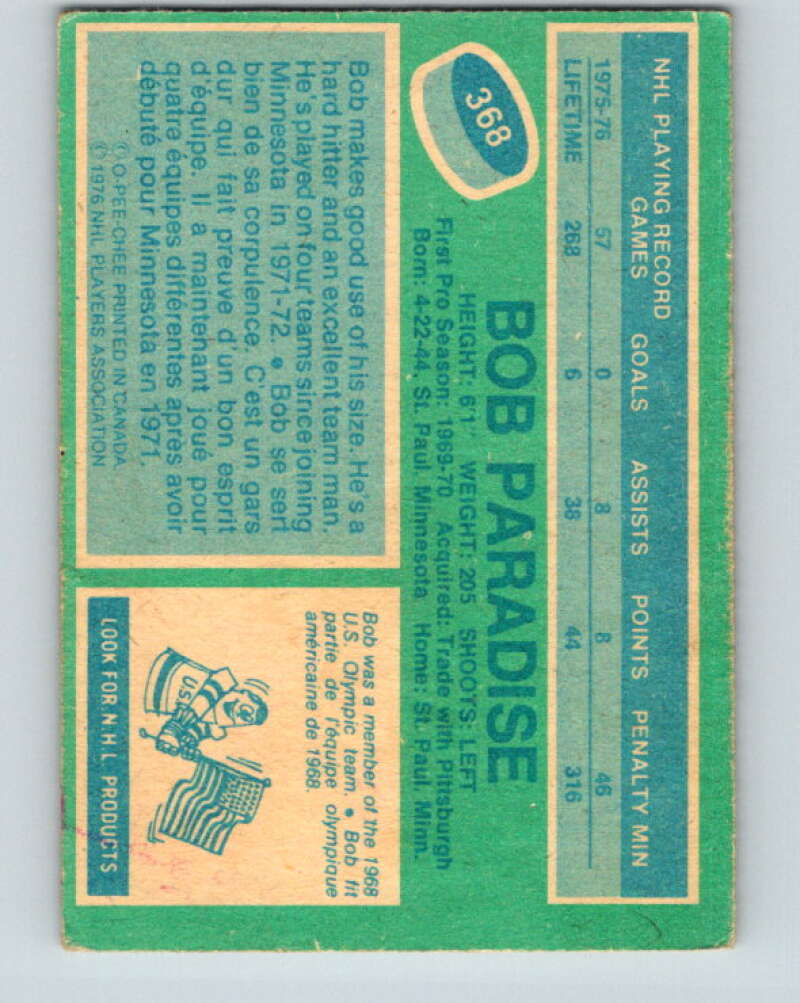 368
NHL PLAYING RECORD
GAMES GOALS ASSISTS POINTS PENALTY MIN
1975-76 57 0 8 8 46
LIFETIME 268 6 38 44 316
BOB PARADISE
HEIGHT: 6'1" WEIGHT: 205 SHOOTS: LEFT
First Pro Season: 1969-70 Acquired: Trade with Pittsburgh
Born: 4-22-44, St. Paul, Minnesota Home: St. Paul, Minn.
Bob makes good use of his size. He's a
hard hitter and an excellent team man.
He's played on four teams since joining
Minnesota in 1971-72. • Bob se sert
bien de sa corpulence. C'est un gars
dur qui fait preuve d'un bon esprit
d'équipe. Il a maintenant joué pour
quatre équipes différentes après avoir
débuté pour Minnesota en 1971.
© O-PEE-CHEE PRINTED IN CANADA
© 1976 NHL PLAYERS ASSOCIATION
Bob was a member of the 1968
U.S. Olympic team. • Bob fit
partie de l'équipe olympique
américaine de 1968.
USA
LOOK FOR N.H.L. PRODUCTS